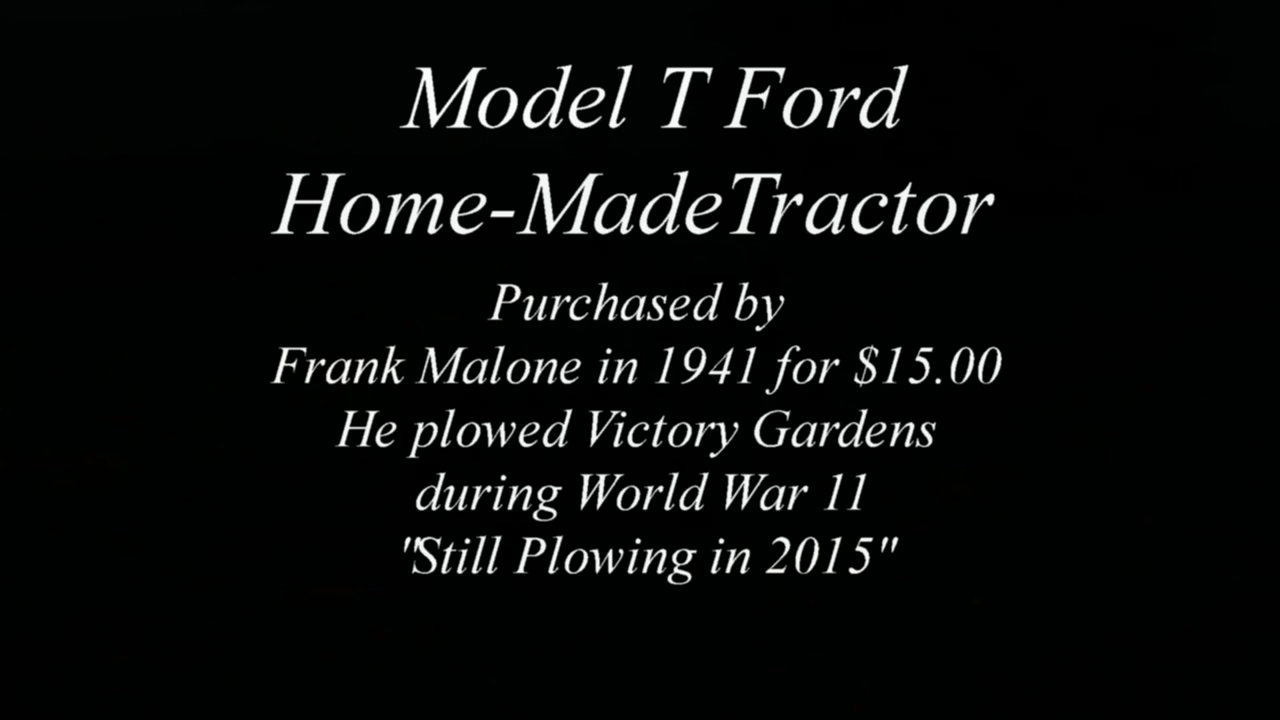 Model T Ford
Home-MadeTractor
Purchased by
Frank Malone in 1941 for $15.00
He plowed Victory Gardens
during World War 11
"Still Plowing in 2015"